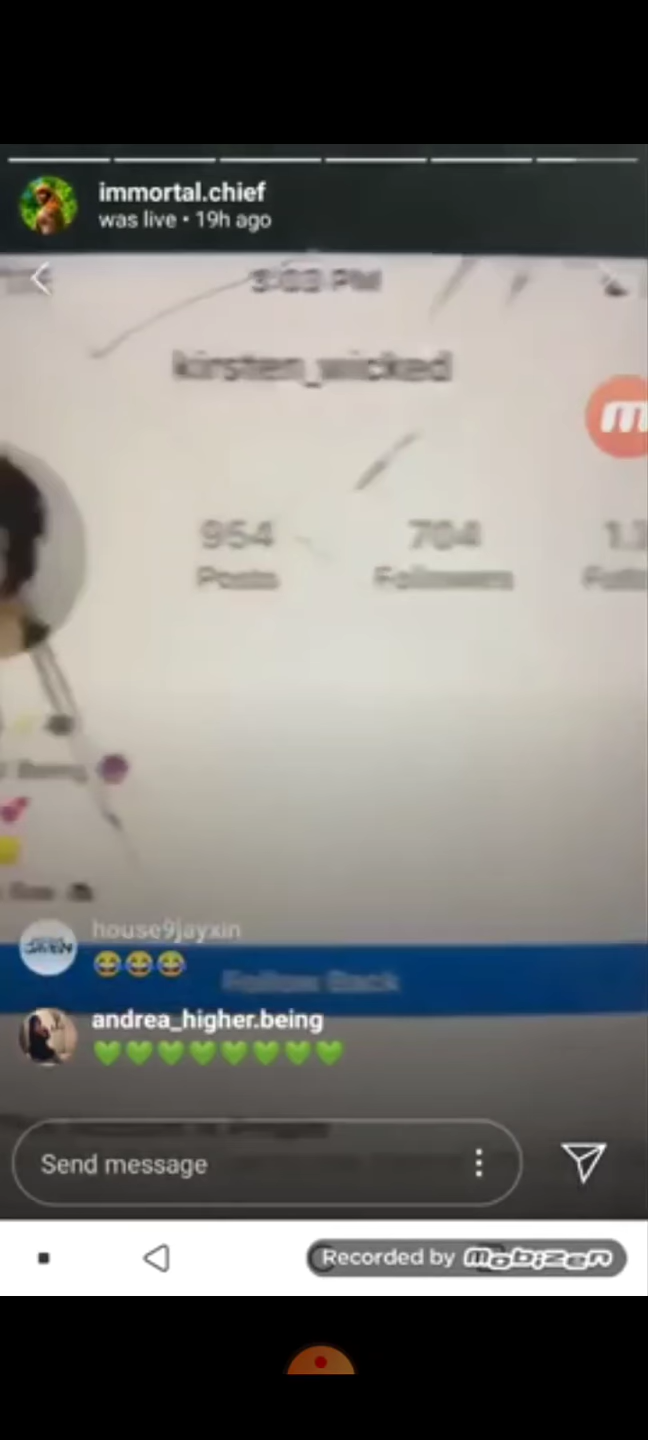 immortal.chief
was live • 19h ago
3:03 PM
kirsten_wicked
954
704
Posts
Followers
Being
house9jayxin
😂😂😂
Follow Back
andrea_higher.being
💚💚💚💚💚💚💚💚
Send message
Recorded by mobizen